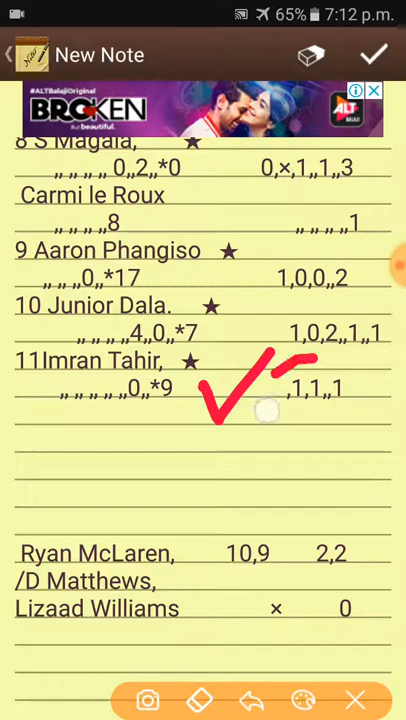 65% 7:12 p.m.
New Note
#ALTBalajiOriginal
BROKEN
But beautiful.
ALT
BALAJI
8 S Magala, ★
„ „ „ „ 0„2„*0 0,×,1„1„3
Carmi le Roux
„ „ „ „8 „ „ „ „1
9 Aaron Phangiso ★
„ „ „0„*17 1,0,0„2
10 Junior Dala. ★
„ „ „ „4„0„*7 1,0,2„1„1
11Imran Tahir, ★
„ „ „ „ „0„*9 ,1,1„1
Ryan McLaren, 10,9 2,2
/D Matthews,
Lizaad Williams × 0